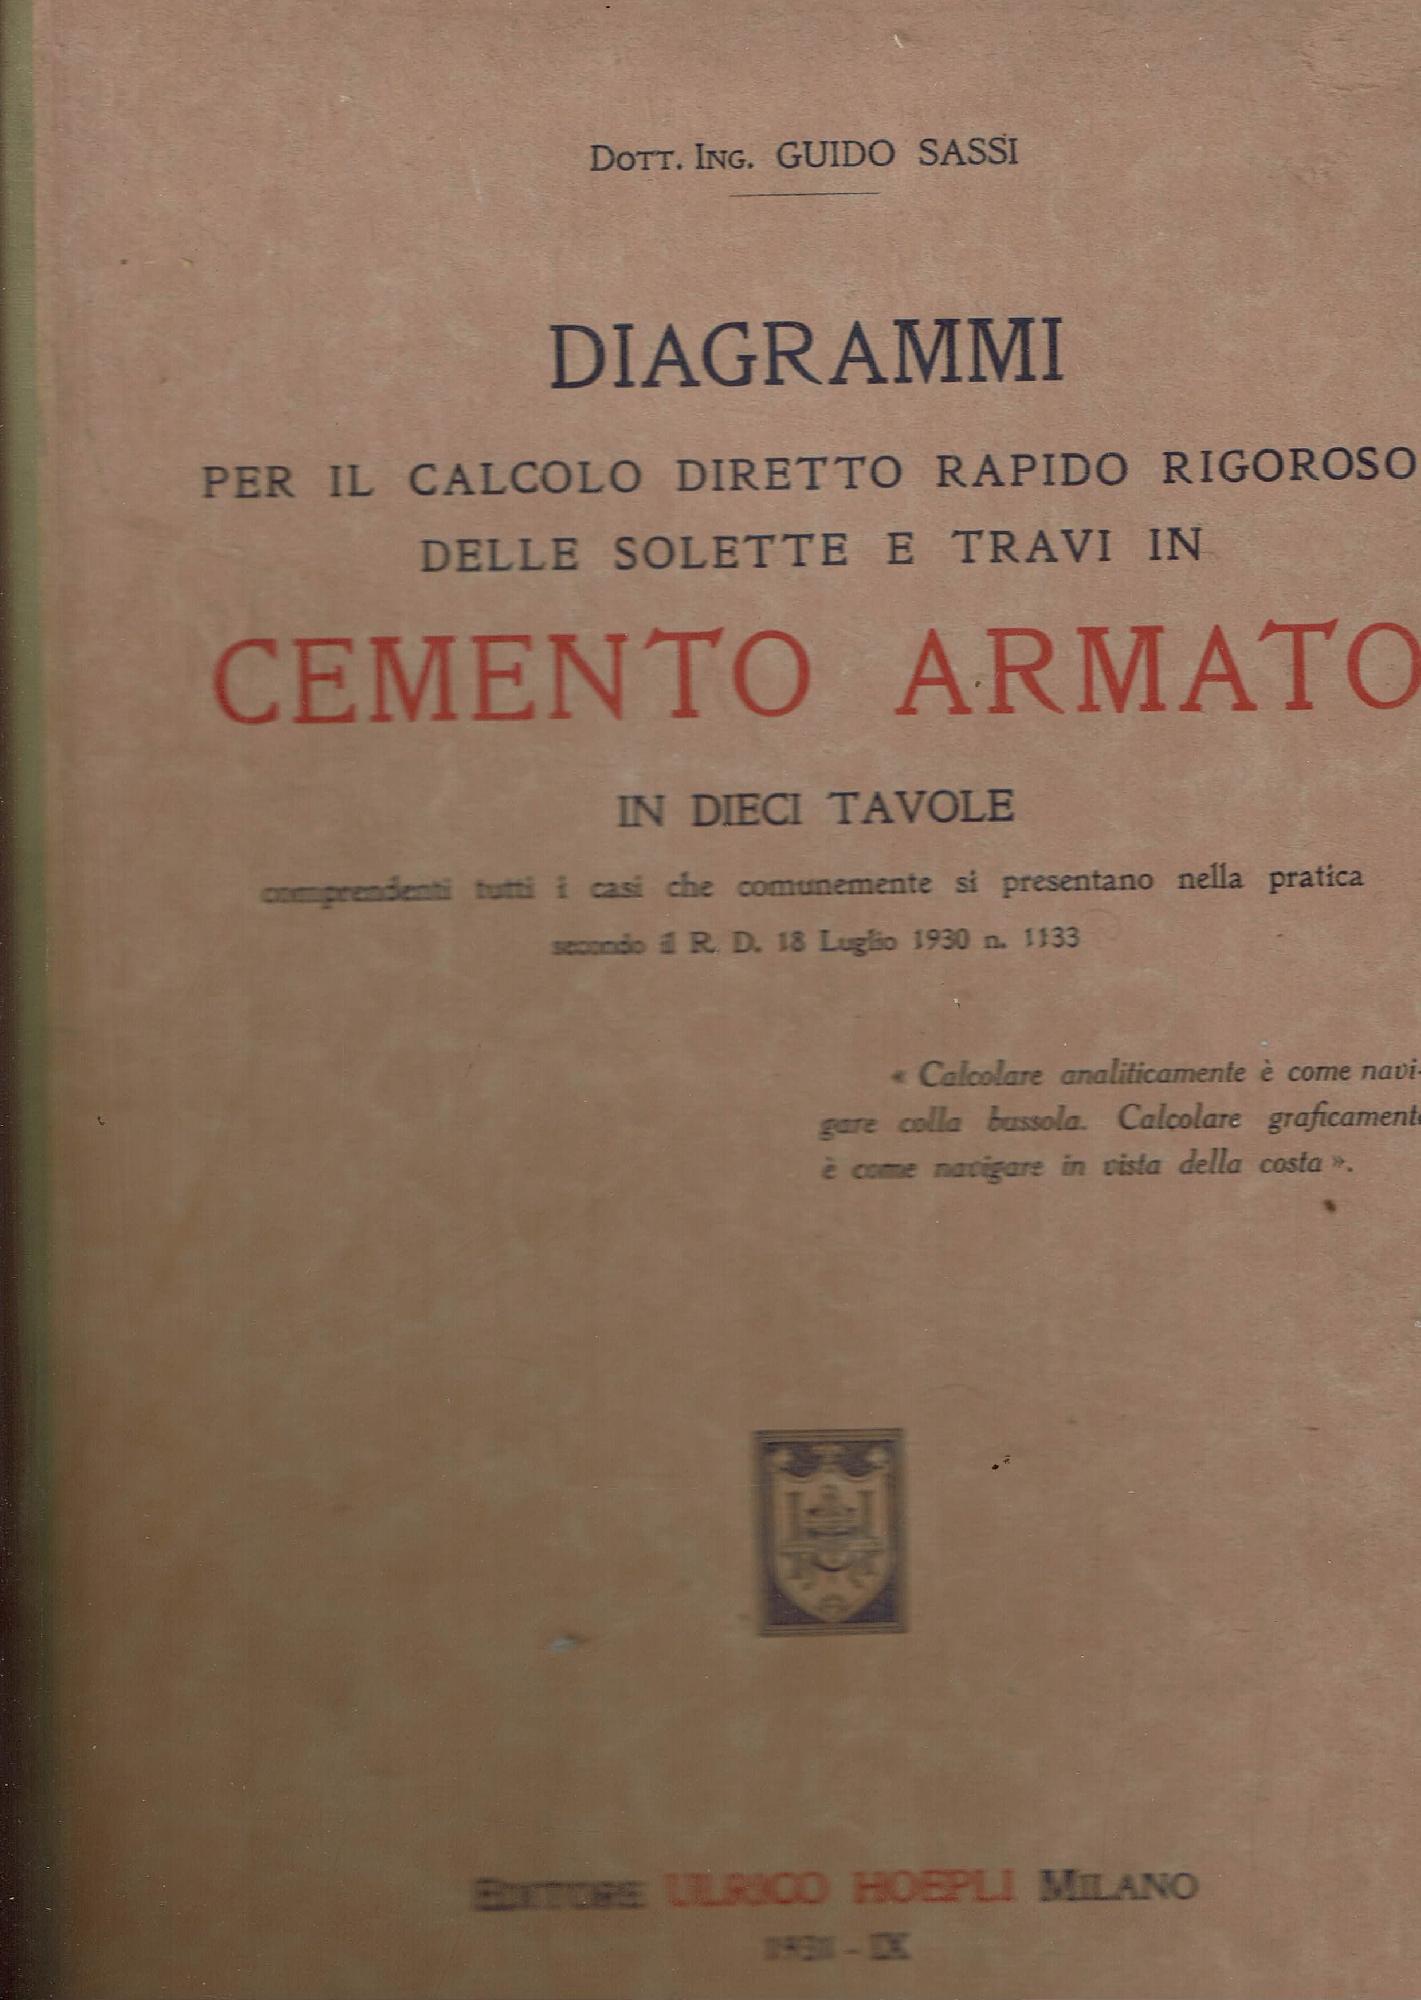 DOTT. ING. GUIDO SASSI
DIAGRAMMI
PER IL CALCOLO DIRETTO RAPIDO RIGOROSO
DELLE SOLETTE E TRAVI IN
CEMENTO ARMATO
IN DIECI TAVOLE
comprendenti tutti i casi che comunemente si presentano nella pratica
secondo il R. D. 18 Luglio 1930 n. 1133
« Calcolare analiticamente è come navi-
gare colla bussola. Calcolare graficamente
è come navigare in vista della costa ».
EDITORE ULRICO HOEPLI MILANO
1931 - IX